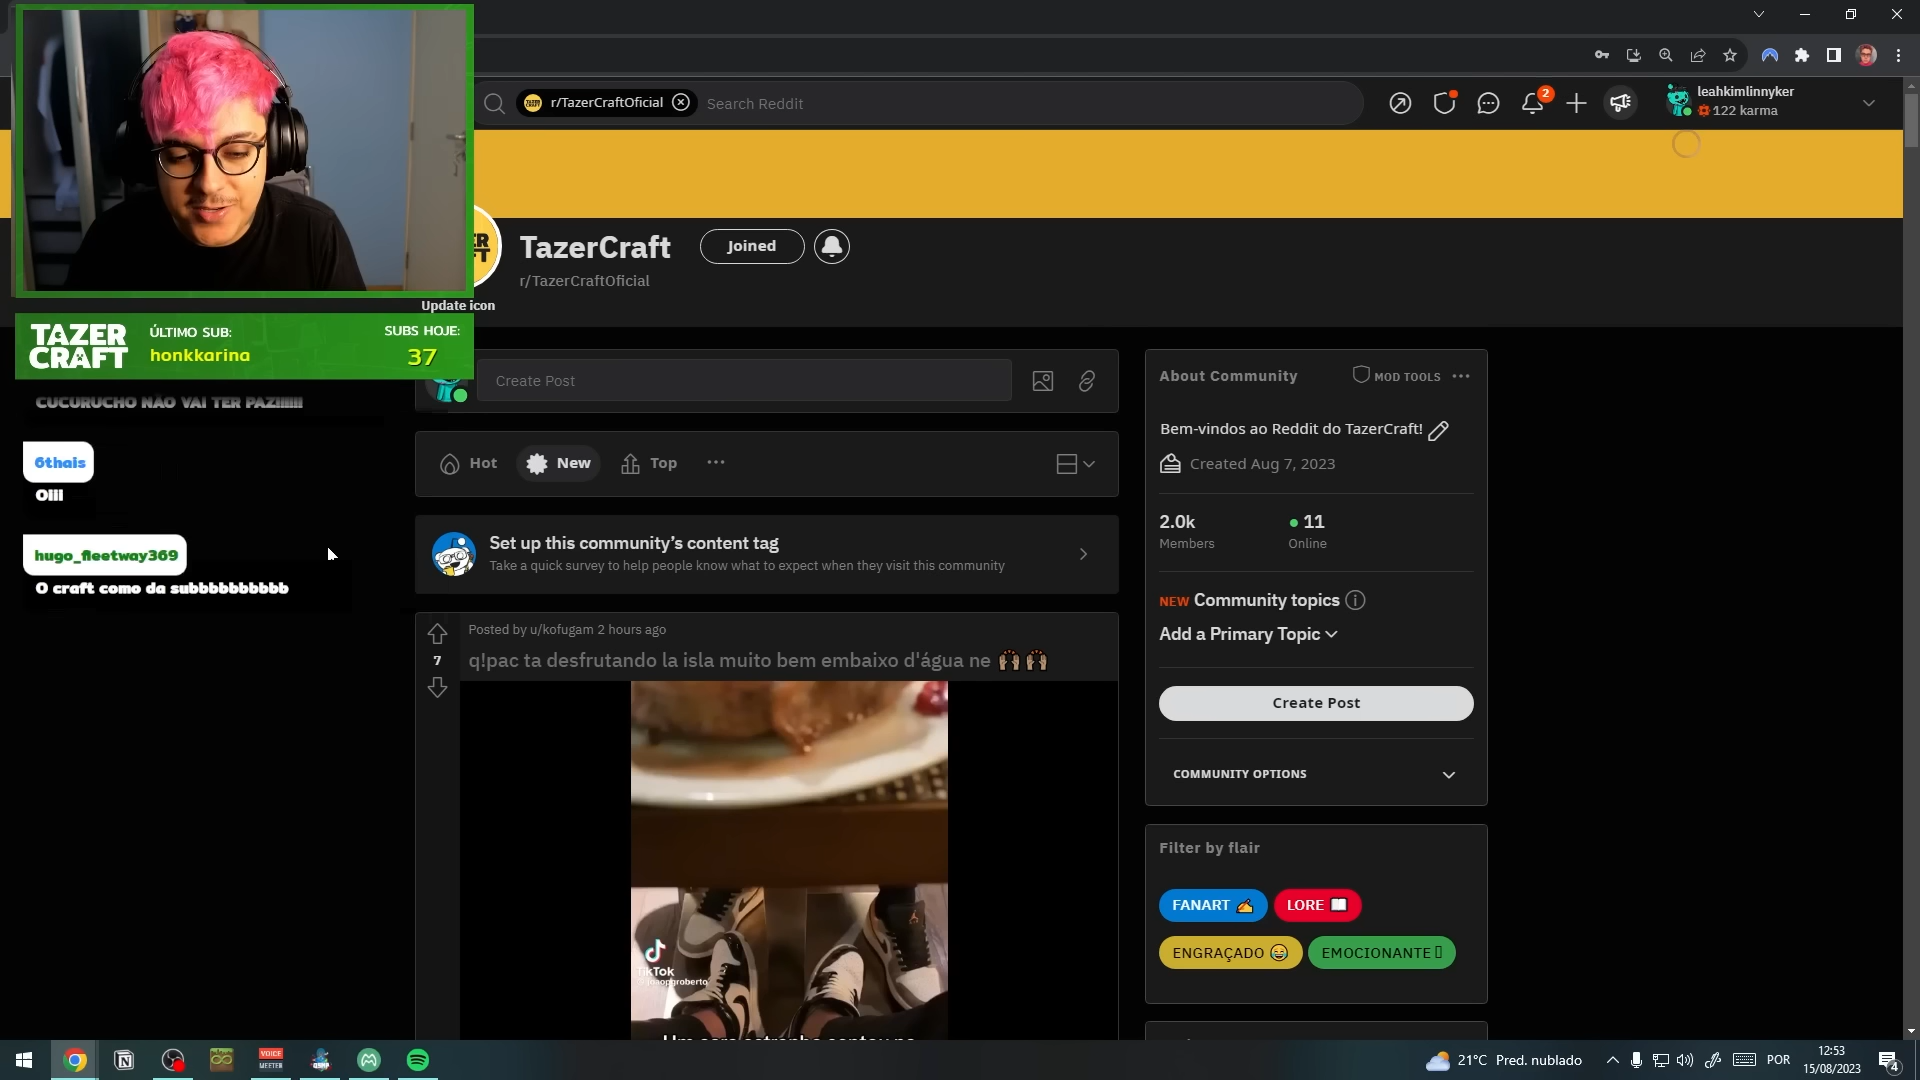 r/TazerCraftOficial
Search Reddit
2
leahkimlinnyker
122 karma
TazerCraft
Joined
r/TazerCraftOficial
Update icon
TAZER
CRAFT
ÚLTIMO SUB:
honkkarina
SUBS HOJE:
37
CUCURUCHO NÃO VAI TER PAZ!!!!!!!
6thais
OIII
hugo_fleetway369
O craft como da subbbbbbbbbb
Create Post
Hot
New
Top
Set up this community's content tag
Take a quick survey to help people know what to expect when they visit this community
Posted by u/kofugam 2 hours ago
7
q!pac ta desfrutando la isla muito bem embaixo d'água ne 🙌🏽 🙌🏽
TikTok
About Community
MOD TOOLS
Bem-vindos ao Reddit do TazerCraft!
Created Aug 7, 2023
2.0k
Members
11
Online
NEW Community topics
Add a Primary Topic
Create Post
COMMUNITY OPTIONS
Filter by flair
FANART ✍
LORE 📖
ENGRAÇADO 😂
EMOCIONANTE
VOICE
MEETER
21°C Pred. nublado
POR
12:53
15/08/2023
4